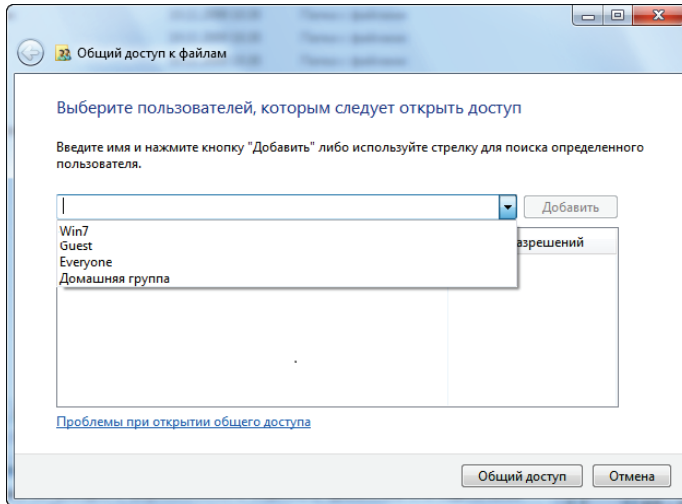 Общий доступ к файлам
Выберите пользователей, которым следует открыть доступ
Введите имя и нажмите кнопку "Добавить" либо используйте стрелку для поиска определенного
пользователя.
Добавить
Win7
Guest
Everyone
Домашняя группа
азрешений
Проблемы при открытии общего доступа
Общий доступ
Отмена